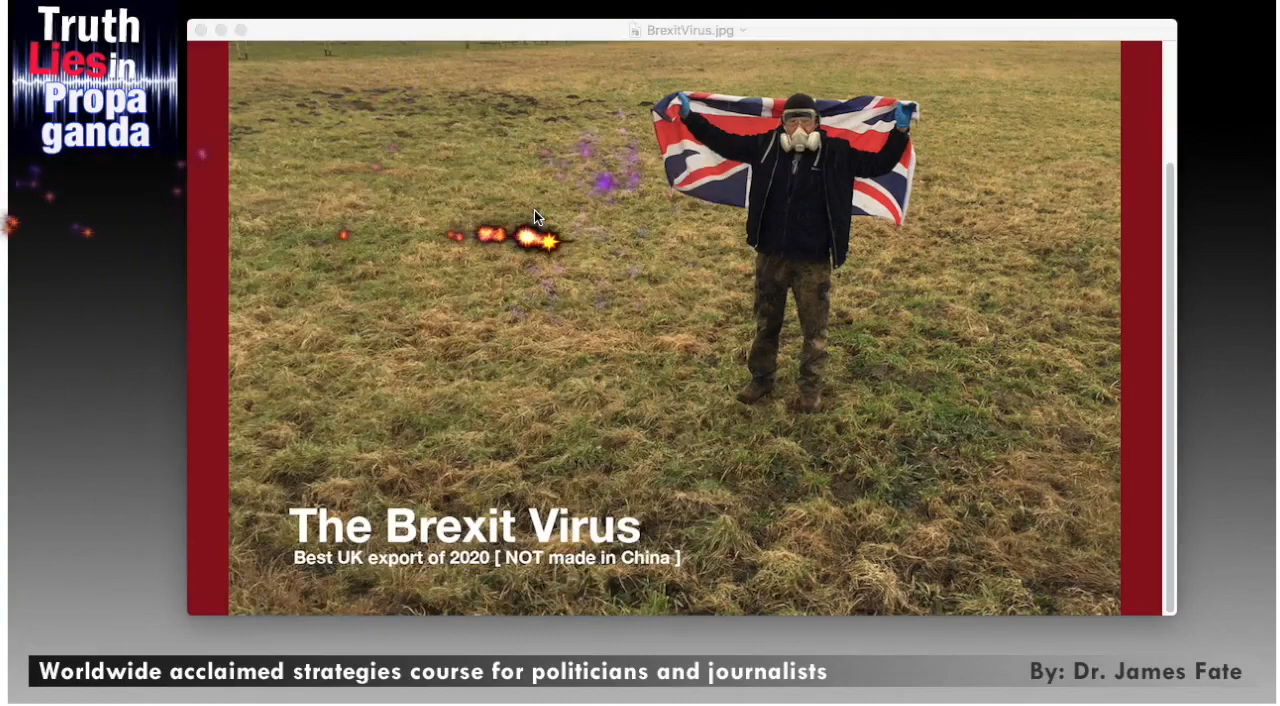 Truth
Lies in
Propa
ganda
BrexitVirus.jpg
The Brexit Virus
Best UK export of 2020 [ NOT made in China ]
Worldwide acclaimed strategies course for politicians and journalists
By: Dr. James Fate